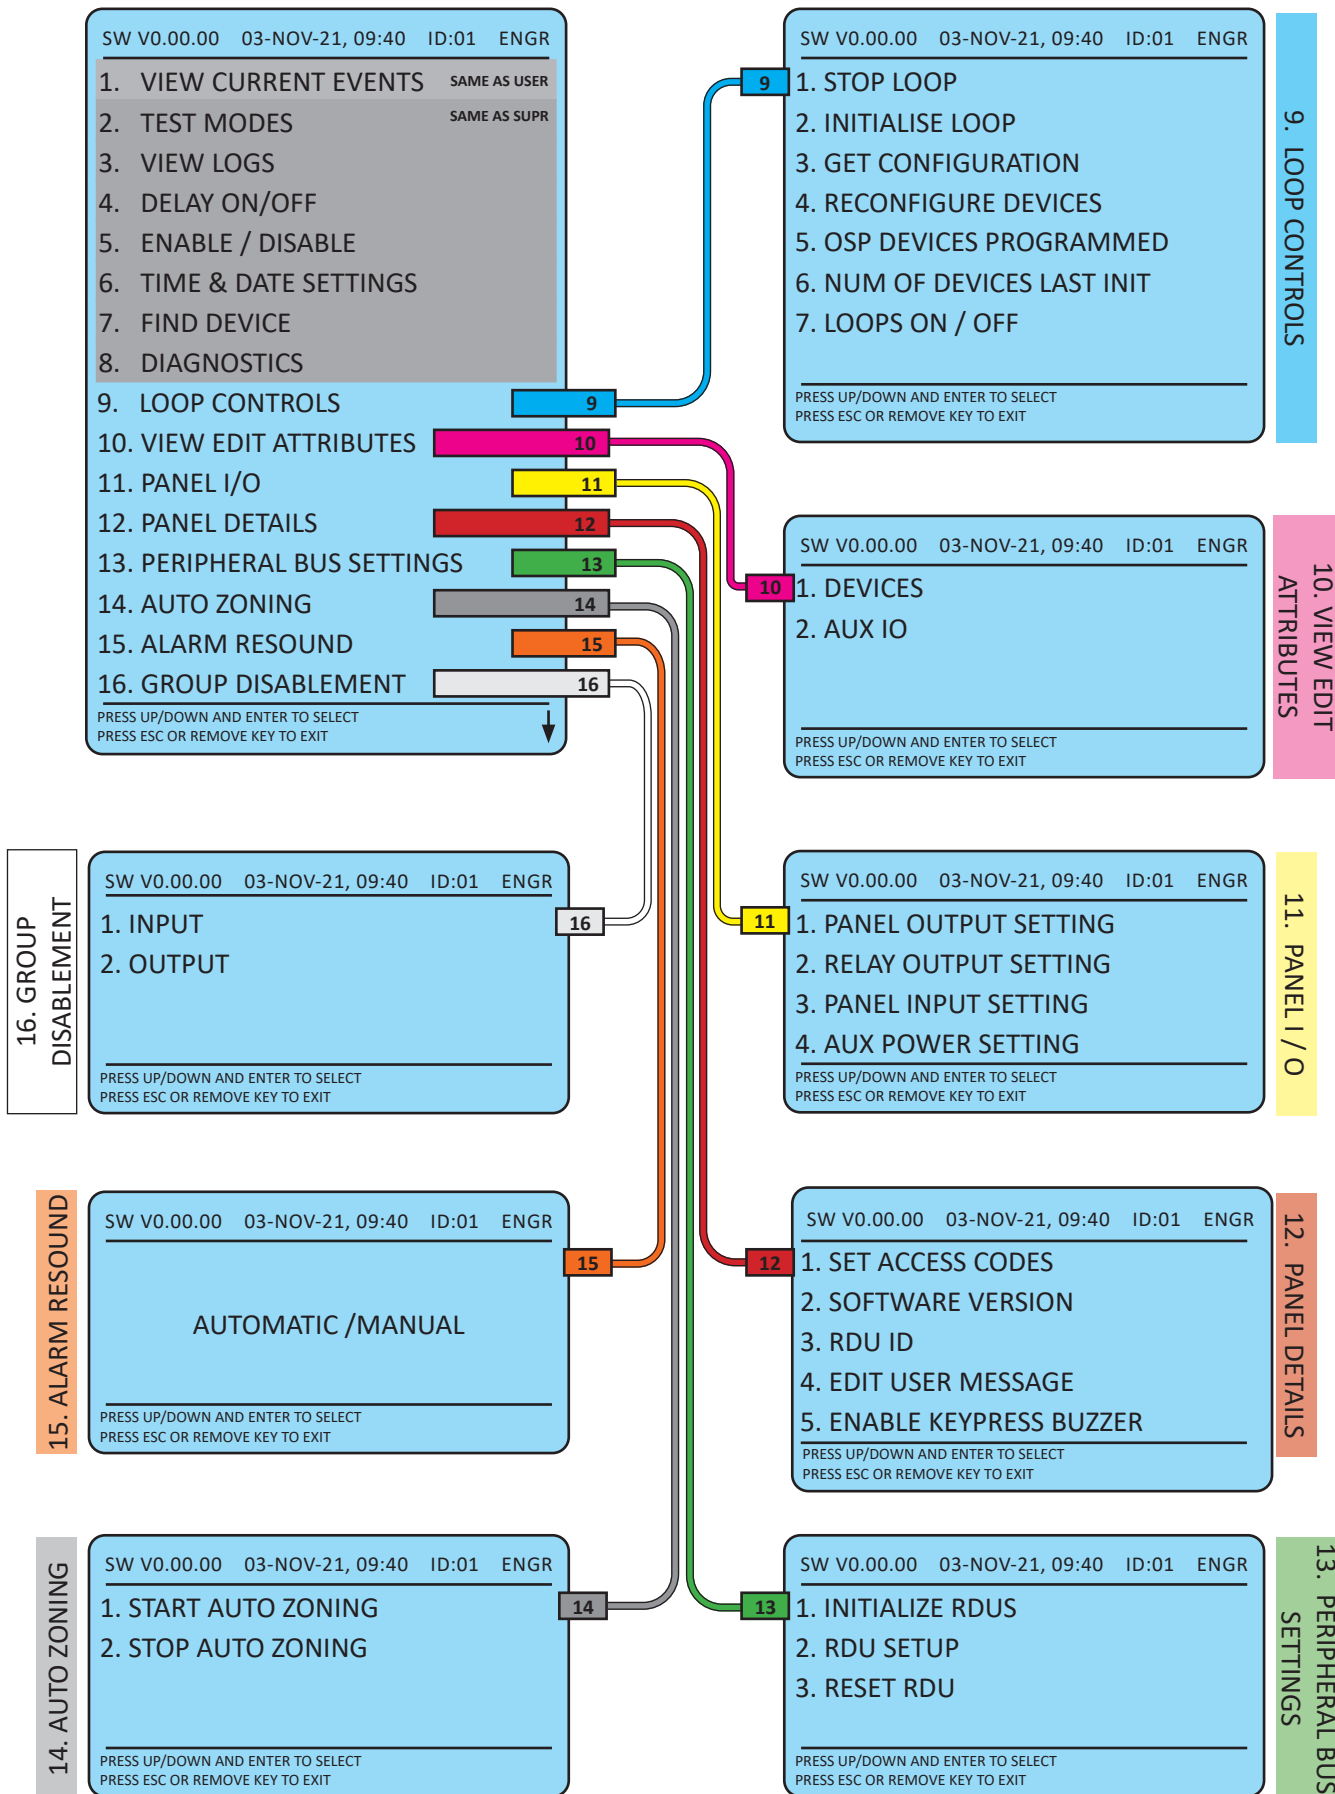 SW V0.00.00 03-NOV-21, 09:40 ID:01 ENGR
1. VIEW CURRENT EVENTS SAME AS USER
2. TEST MODES SAME AS SUPR
3. VIEW LOGS
4. DELAY ON/OFF
5. ENABLE / DISABLE
6. TIME & DATE SETTINGS
7. FIND DEVICE
8. DIAGNOSTICS
9. LOOP CONTROLS 9
10. VIEW EDIT ATTRIBUTES 10
11. PANEL I/O 11
12. PANEL DETAILS 12
13. PERIPHERAL BUS SETTINGS 13
14. AUTO ZONING 14
15. ALARM RESOUND 15
16. GROUP DISABLEMENT 16
PRESS UP/DOWN AND ENTER TO SELECT
PRESS ESC OR REMOVE KEY TO EXIT
SW V0.00.00 03-NOV-21, 09:40 ID:01 ENGR
9 1. STOP LOOP
2. INITIALISE LOOP
3. GET CONFIGURATION
4. RECONFIGURE DEVICES
5. OSP DEVICES PROGRAMMED
6. NUM OF DEVICES LAST INIT
7. LOOPS ON / OFF
PRESS UP/DOWN AND ENTER TO SELECT
PRESS ESC OR REMOVE KEY TO EXIT
9. LOOP CONTROLS
SW V0.00.00 03-NOV-21, 09:40 ID:01 ENGR
10 1. DEVICES
2. AUX IO
PRESS UP/DOWN AND ENTER TO SELECT
PRESS ESC OR REMOVE KEY TO EXIT
10. VIEW EDIT
ATTRIBUTES
16. GROUP
DISABLEMENT
SW V0.00.00 03-NOV-21, 09:40 ID:01 ENGR
1. INPUT 16
2. OUTPUT
PRESS UP/DOWN AND ENTER TO SELECT
PRESS ESC OR REMOVE KEY TO EXIT
SW V0.00.00 03-NOV-21, 09:40 ID:01 ENGR
11 1. PANEL OUTPUT SETTING
2. RELAY OUTPUT SETTING
3. PANEL INPUT SETTING
4. AUX POWER SETTING
PRESS UP/DOWN AND ENTER TO SELECT
PRESS ESC OR REMOVE KEY TO EXIT
11. PANEL I / O
15. ALARM RESOUND
SW V0.00.00 03-NOV-21, 09:40 ID:01 ENGR
15
AUTOMATIC /MANUAL
PRESS UP/DOWN AND ENTER TO SELECT
PRESS ESC OR REMOVE KEY TO EXIT
SW V0.00.00 03-NOV-21, 09:40 ID:01 ENGR
12 1. SET ACCESS CODES
2. SOFTWARE VERSION
3. RDU ID
4. EDIT USER MESSAGE
5. ENABLE KEYPRESS BUZZER
PRESS UP/DOWN AND ENTER TO SELECT
PRESS ESC OR REMOVE KEY TO EXIT
12. PANEL DETAILS
14. AUTO ZONING
SW V0.00.00 03-NOV-21, 09:40 ID:01 ENGR
1. START AUTO ZONING 14
2. STOP AUTO ZONING
PRESS UP/DOWN AND ENTER TO SELECT
PRESS ESC OR REMOVE KEY TO EXIT
SW V0.00.00 03-NOV-21, 09:40 ID:01 ENGR
13 1. INITIALIZE RDUS
2. RDU SETUP
3. RESET RDU
PRESS UP/DOWN AND ENTER TO SELECT
PRESS ESC OR REMOVE KEY TO EXIT
13. PERIPHERAL BUS
SETTINGS